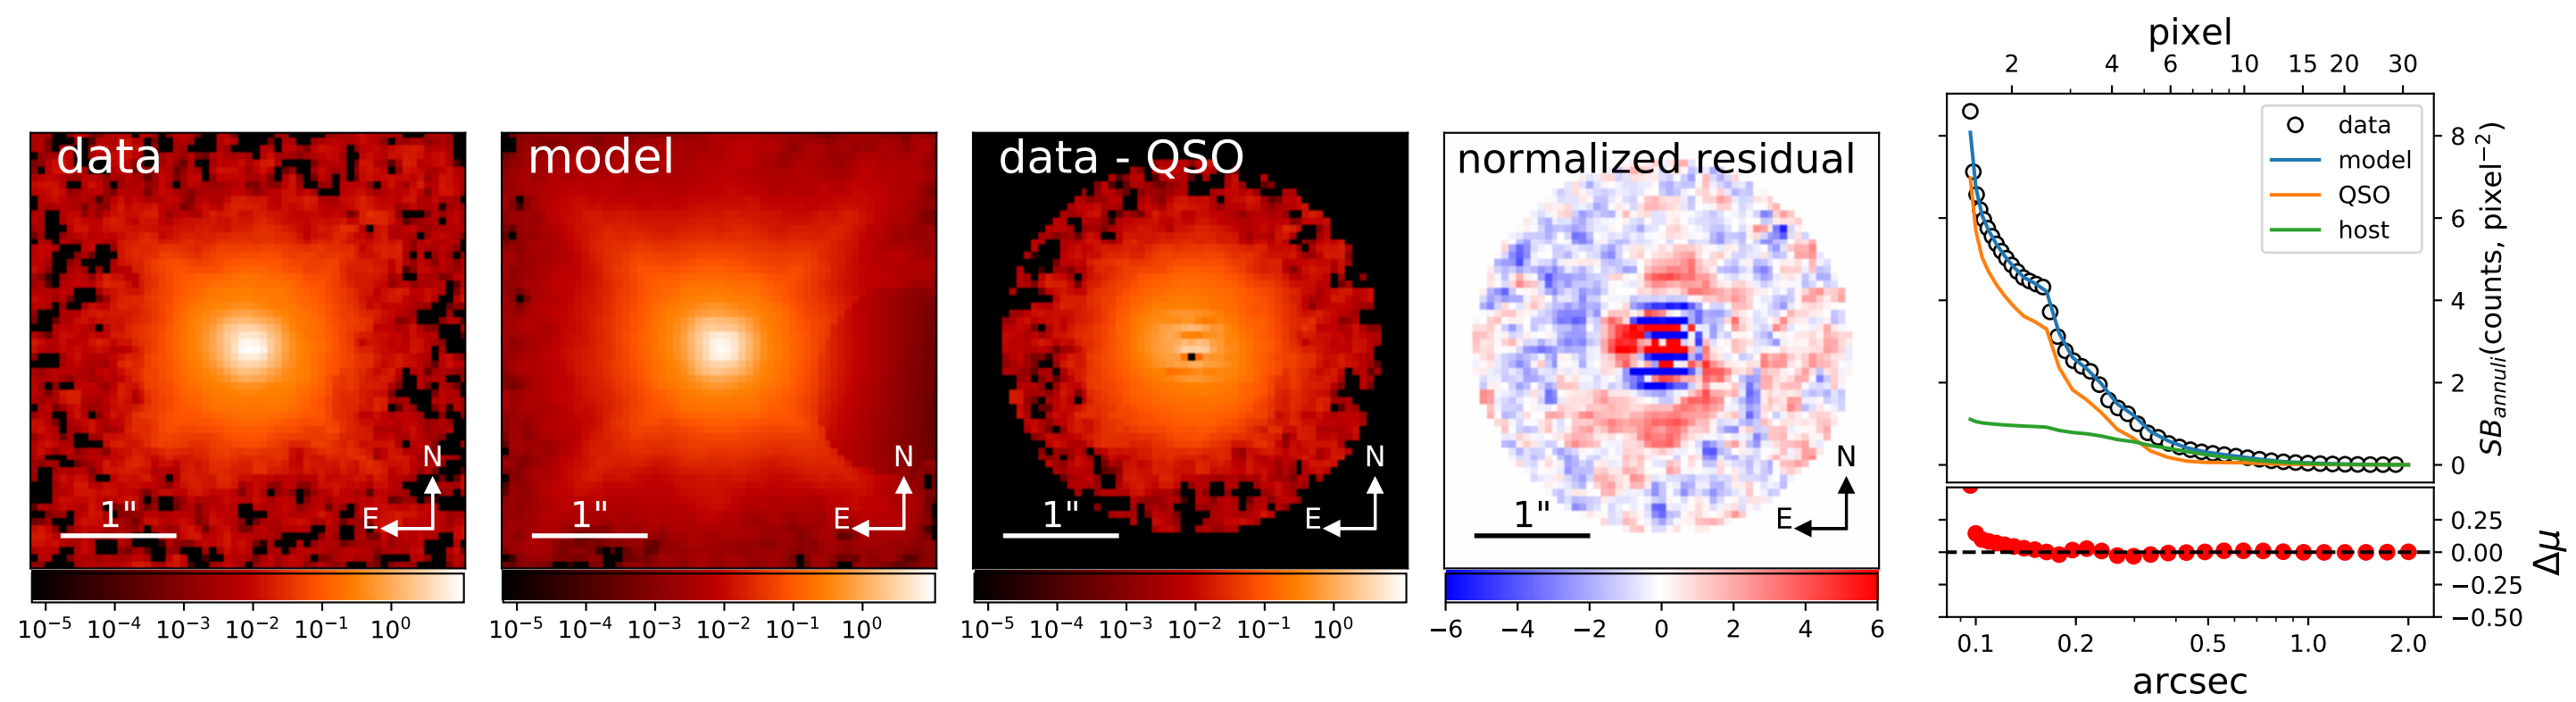 data
N
E
1"
10⁻⁵ 10⁻⁴ 10⁻³ 10⁻² 10⁻¹ 10⁰
model
N
E
1"
10⁻⁵ 10⁻⁴ 10⁻³ 10⁻² 10⁻¹ 10⁰
data - QSO
N
E
1"
10⁻⁵ 10⁻⁴ 10⁻³ 10⁻² 10⁻¹ 10⁰
normalized residual
N
E
1"
−6 −4 −2 0 2 4 6
pixel
2 4 6 10 15 20 30
data
model
QSO
host
8
6
4
2
0
SB_annuli(counts, pixel⁻²)
0.25
0.00
−0.25
−0.50
Δμ
0.1 0.2 0.5 1.0 2.0
arcsec